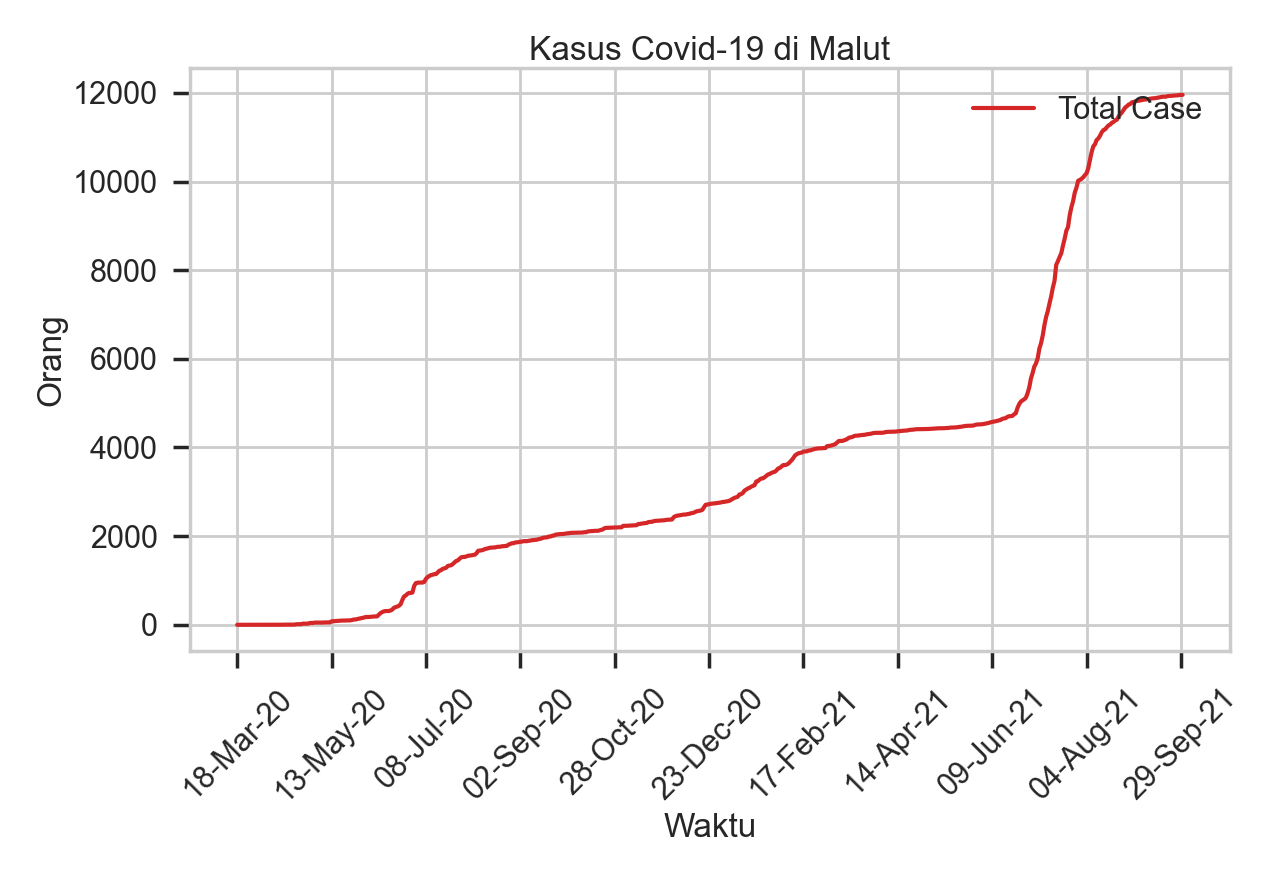 Kasus Covid-19 di Malut
Total Case
12000
10000
8000
6000
4000
2000
0
Orang
18-Mar-20
13-May-20
08-Jul-20
02-Sep-20
28-Oct-20
23-Dec-20
17-Feb-21
14-Apr-21
09-Jun-21
04-Aug-21
29-Sep-21
Waktu